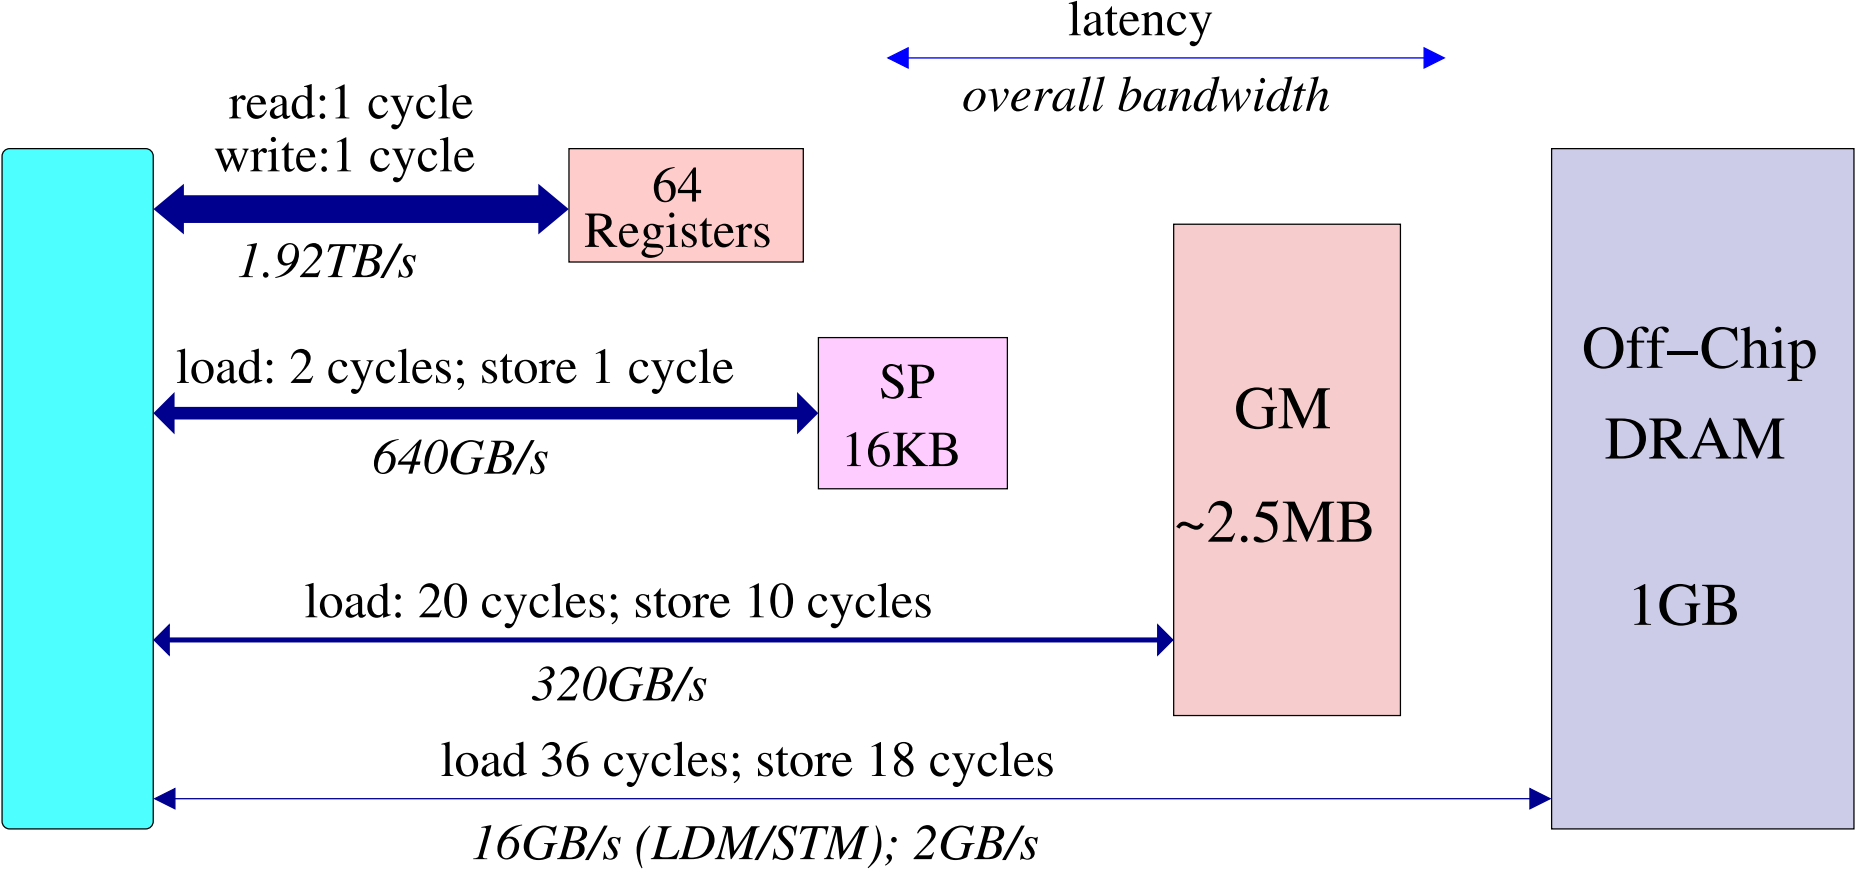 latency
overall bandwidth
read:1 cycle
write:1 cycle
1.92TB/s
64
Registers
load: 2 cycles; store 1 cycle
640GB/s
SP
16KB
load: 20 cycles; store 10 cycles
320GB/s
GM
~2.5MB
load 36 cycles; store 18 cycles
16GB/s (LDM/STM); 2GB/s
Off−Chip
DRAM
1GB